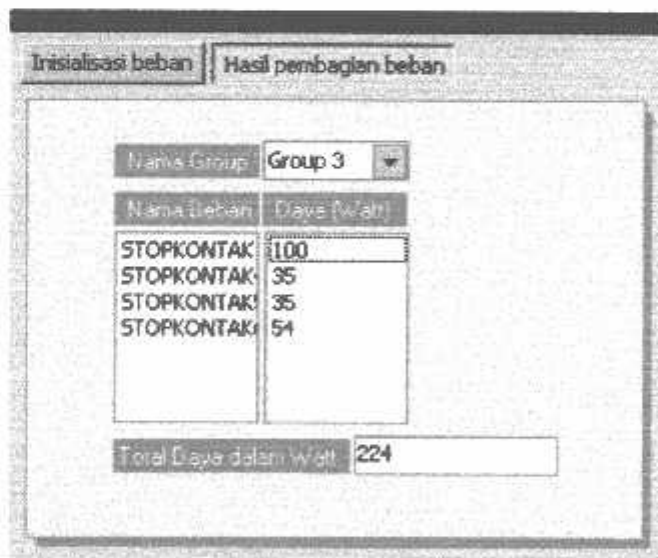 Inisialisasi beban Hasil pembagian beban
Nama Group Group 3
Nama Beban Daya (Watt)
STOPKONTAK 100
STOPKONTAK 35
STOPKONTAK 35
STOPKONTAK 54
Total Daya dalam Watt 224